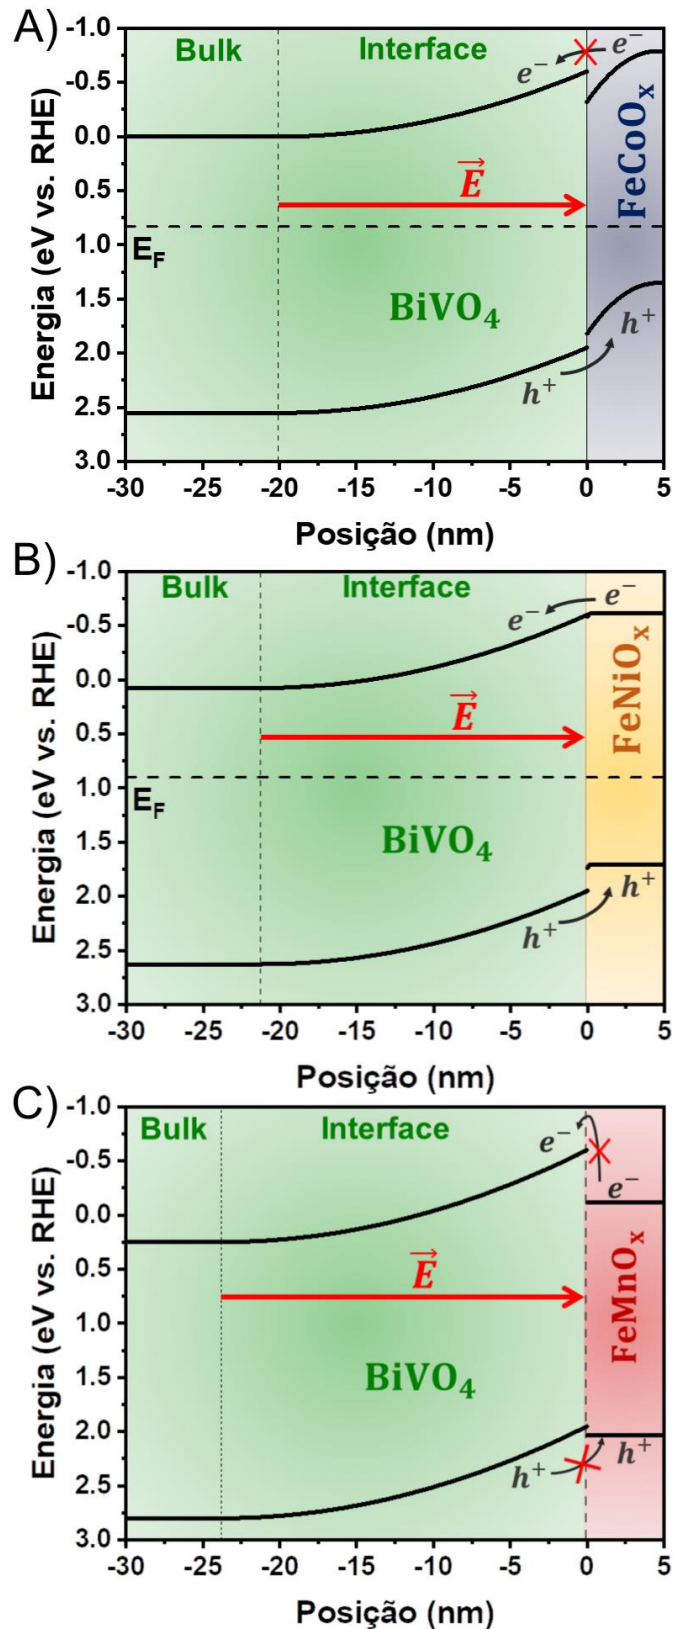 A)
Bulk Interface
e⁻ e⁻
-1.0
-0.5
0.0
0.5
1.0
1.5
2.0
2.5
3.0
Energia (eV vs. RHE)
E
E_F
BiVO₄
h⁺ h⁺
FeCoOₓ
-30 -25 -20 -15 -10 -5 0 5
Posição (nm)
B)
Bulk Interface
e⁻ e⁻
-1.0
-0.5
0.0
0.5
1.0
1.5
2.0
2.5
3.0
Energia (eV vs. RHE)
E
E_F
BiVO₄
h⁺ h⁺
FeNiOₓ
-30 -25 -20 -15 -10 -5 0 5
Posição (nm)
C)
Bulk Interface
e⁻ e⁻
-1.0
-0.5
0.0
0.5
1.0
1.5
2.0
2.5
3.0
Energia (eV vs. RHE)
E
BiVO₄
h⁺ h⁺
FeMnOₓ
-30 -25 -20 -15 -10 -5 0 5
Posição (nm)